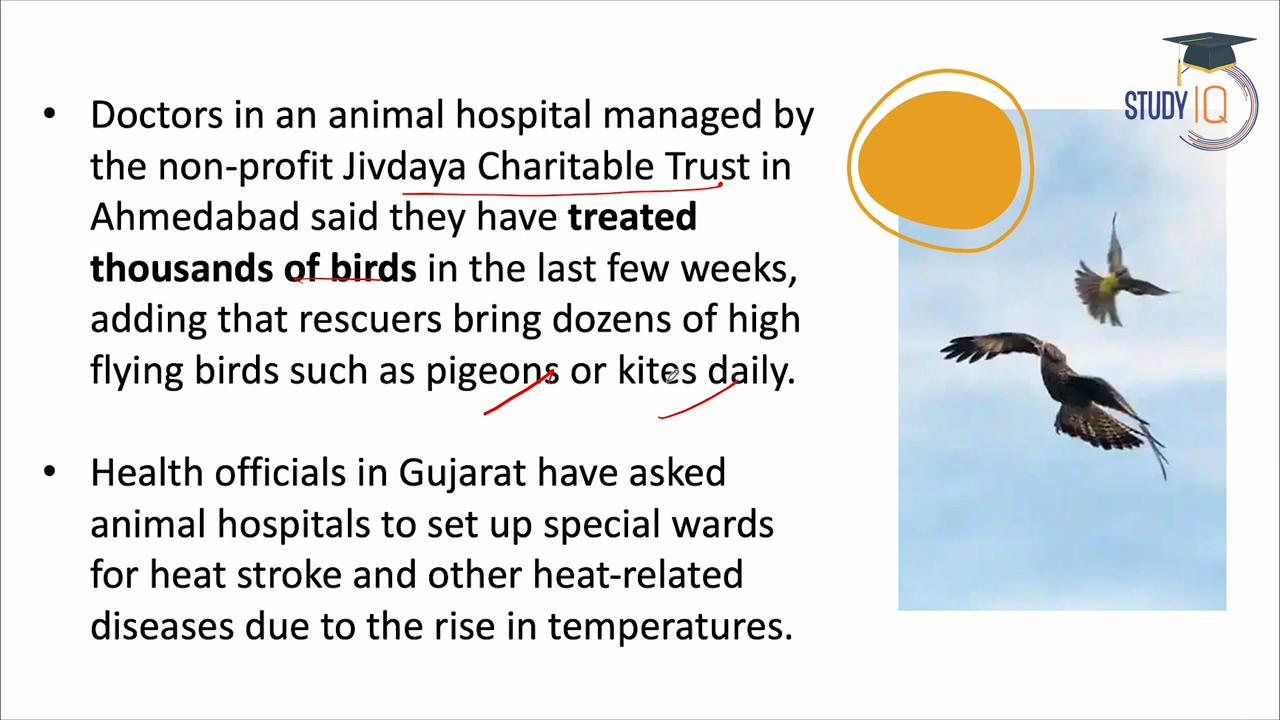 STUDY IQ
• Doctors in an animal hospital managed by
the non-profit Jivdaya Charitable Trust in
Ahmedabad said they have treated
thousands of birds in the last few weeks,
adding that rescuers bring dozens of high
flying birds such as pigeons or kites daily.
• Health officials in Gujarat have asked
animal hospitals to set up special wards
for heat stroke and other heat-related
diseases due to the rise in temperatures.